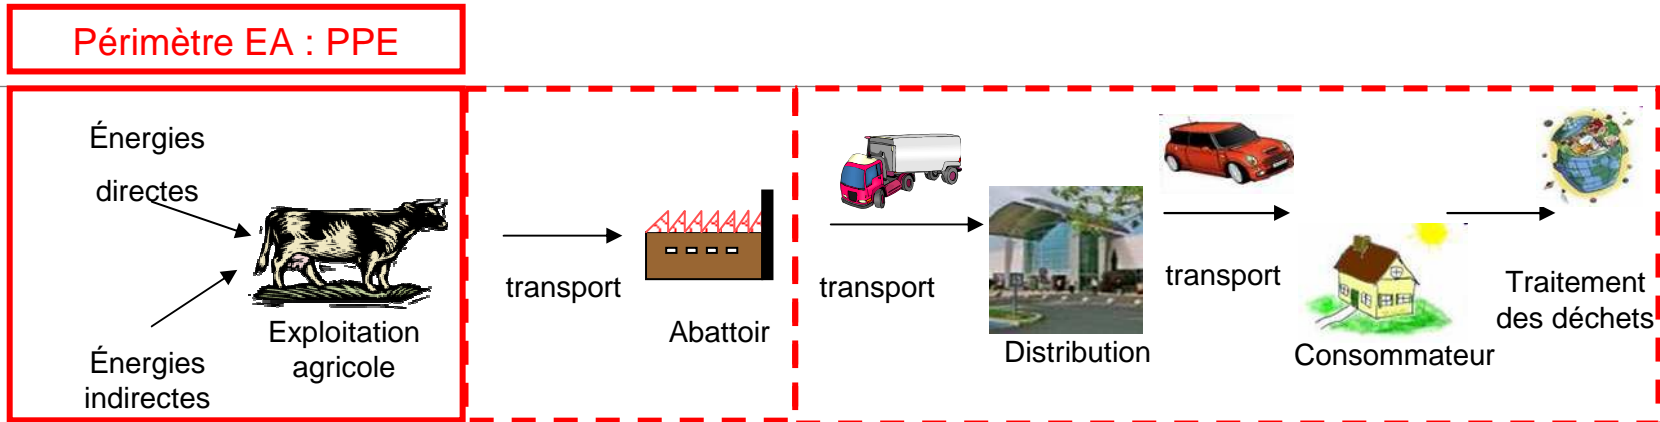 Périmètre EA : PPE
Énergies
directes
Énergies
indirectes
Exploitation
agricole
transport
Abattoir
transport
Distribution
transport
Consommateur
Traitement
des déchets